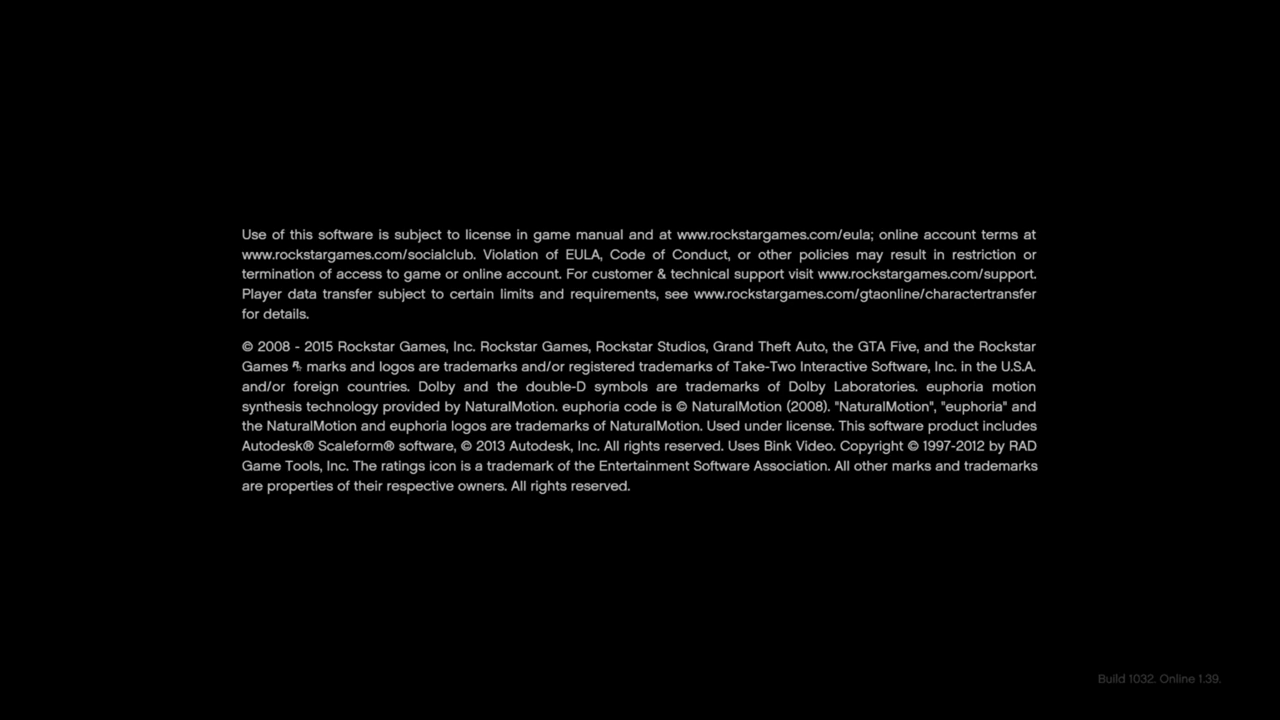 Use of this software is subject to license in game manual and at www.rockstargames.com/eula; online account terms at
www.rockstargames.com/socialclub. Violation of EULA, Code of Conduct, or other policies may result in restriction or
termination of access to game or online account. For customer & technical support visit www.rockstargames.com/support.
Player data transfer subject to certain limits and requirements, see www.rockstargames.com/gtaonline/charactertransfer
for details.
© 2008 - 2015 Rockstar Games, Inc. Rockstar Games, Rockstar Studios, Grand Theft Auto, the GTA Five, and the Rockstar
Games R* marks and logos are trademarks and/or registered trademarks of Take-Two Interactive Software, Inc. in the U.S.A.
and/or foreign countries. Dolby and the double-D symbols are trademarks of Dolby Laboratories. euphoria motion
synthesis technology provided by NaturalMotion. euphoria code is © NaturalMotion (2008). "NaturalMotion", "euphoria" and
the NaturalMotion and euphoria logos are trademarks of NaturalMotion. Used under license. This software product includes
Autodesk® Scaleform® software, © 2013 Autodesk, Inc. All rights reserved. Uses Bink Video. Copyright © 1997-2012 by RAD
Game Tools, Inc. The ratings icon is a trademark of the Entertainment Software Association. All other marks and trademarks
are properties of their respective owners. All rights reserved.
Build 1032. Online 1.39.